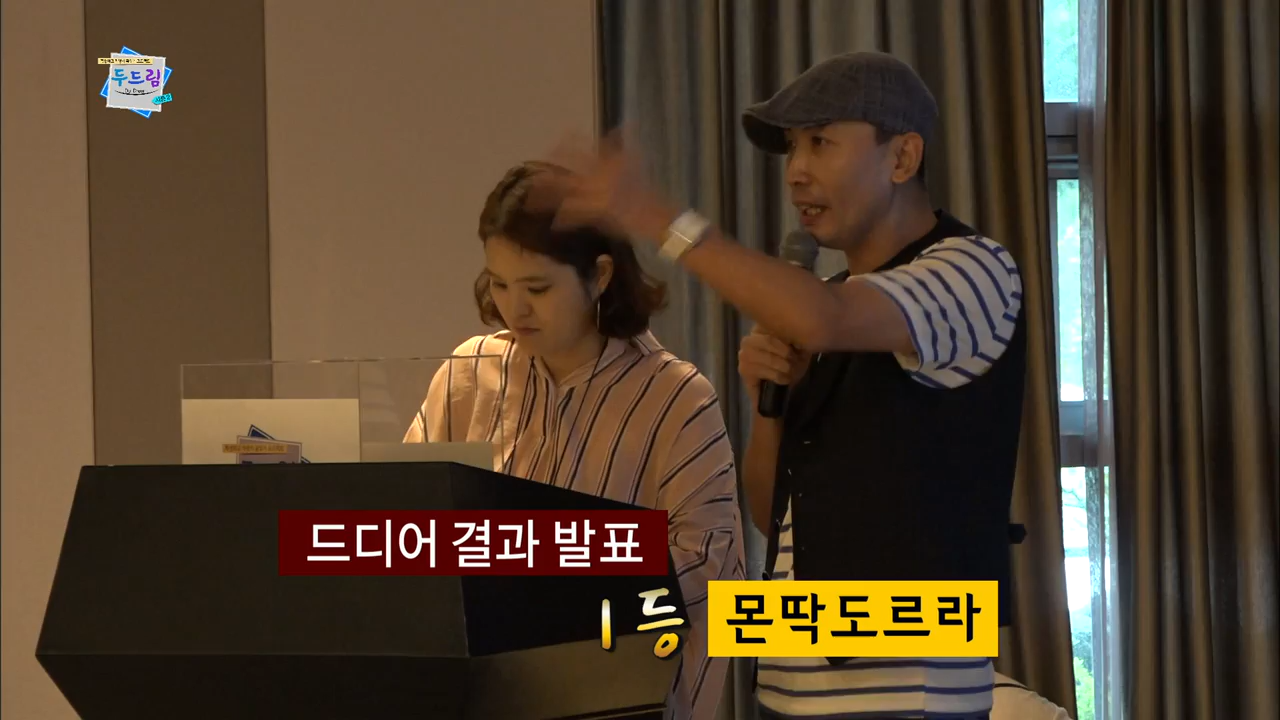 두드림
드디어 결과 발표
1등 몬딱도르라